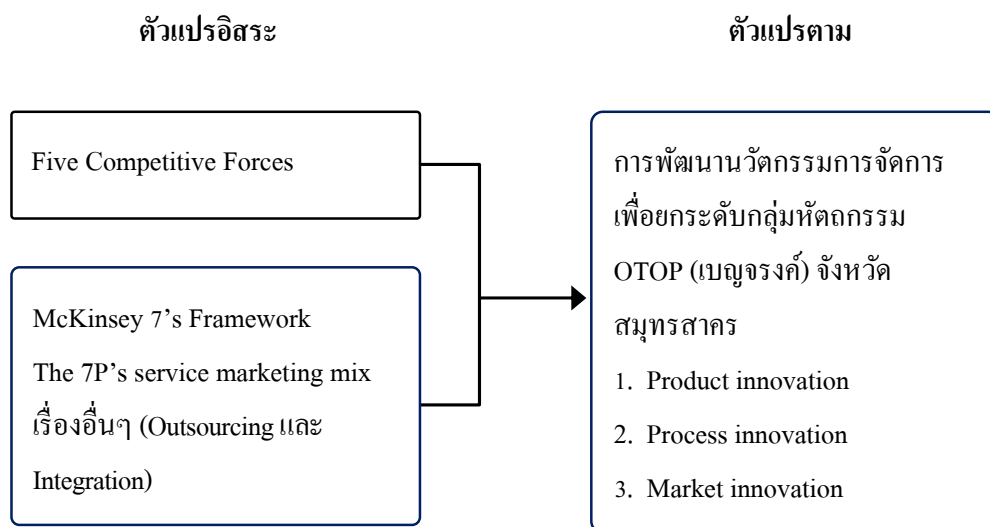 ตัวแปรอิสระ
ตัวแปรตาม
Five Competitive Forces
McKinsey 7’s Framework
The 7P’s service marketing mix
เรื่องอื่นๆ (Outsourcing และ
Integration)
การพัฒนานวัตกรรมการจัดการ
เพื่อยกระดับกลุ่มหัตถกรรม
OTOP (เบญจรงค์) จังหวัด
สมุทรสาคร
1. Product innovation
2. Process innovation
3. Market innovation